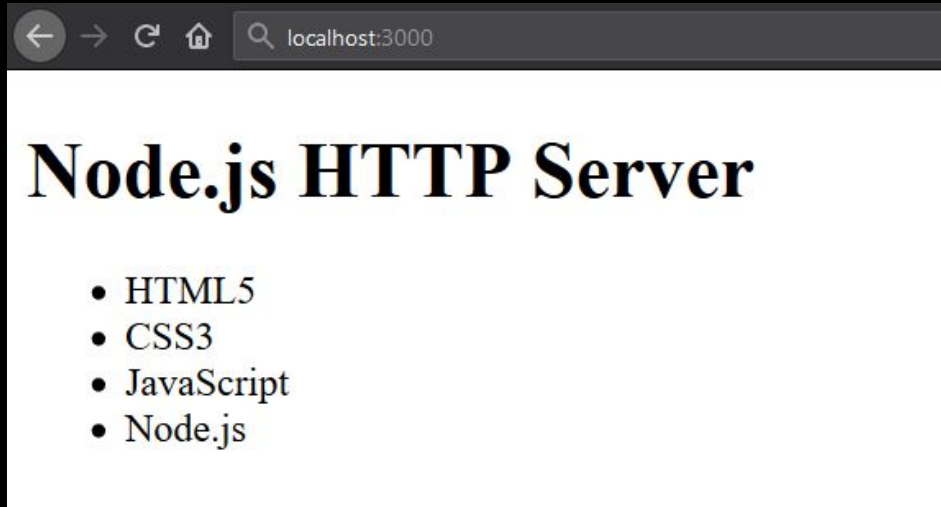 localhost:3000
Node.js HTTP Server
HTML5
CSS3
JavaScript
Node.js